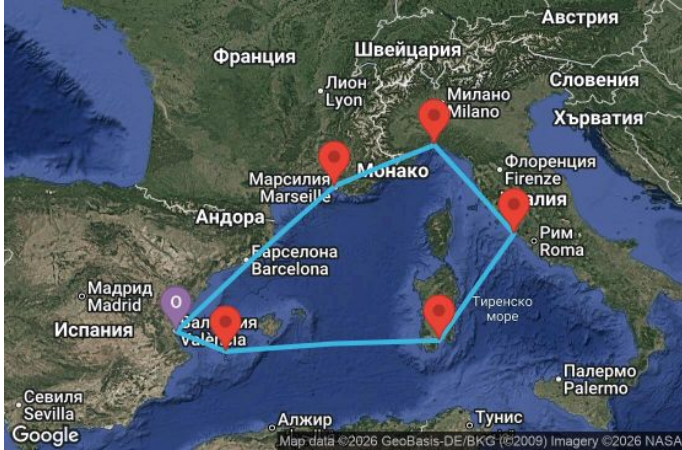 Австрия
Франция
Швейцария
Словения
Лион
Lyon
Милано
Milano
Хърватия
Марсилия
Marseille
Монако
Флоренция
Firenze
Андора
Рим
Roma
Барселона
Barcelona
Мадрид
Madrid
O
València
Испания
Тиренско
море
Севиля
Sevilla
Палермо
Palermo
Алжир
Тунис
Google
Map data ©2026 GeoBasis-DE/BKG (©2009) Imagery ©2026 NASA